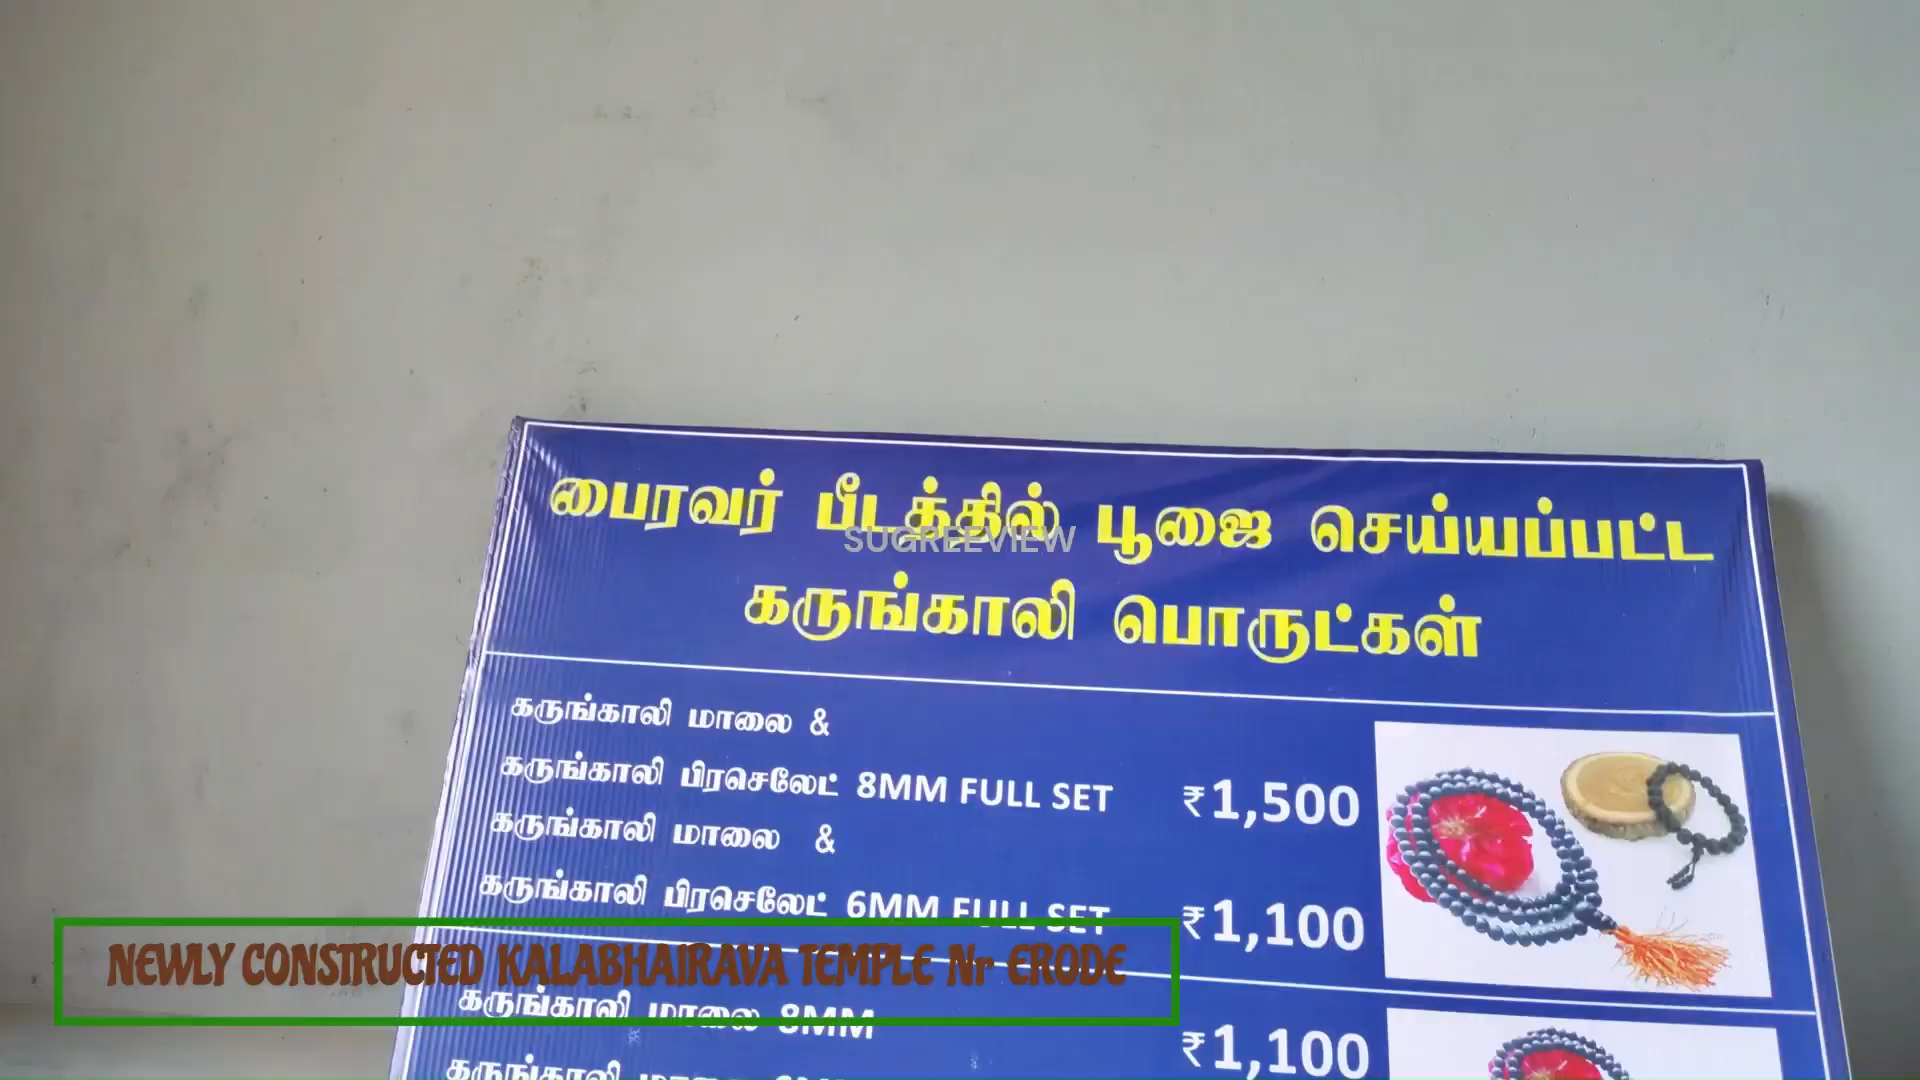 பைரவர் பீடத்தில் பூஜை செய்யப்பட்ட
SUGREEVIEW
கருங்காலி பொருட்கள்
கருங்காலி மாலை &
கருங்காலி பிரசெலேட் 8MM FULL SET ₹1,500
கருங்காலி மாலை &
கருங்காலி பிரசெலேட் 6MM FULL SET ₹1,100
NEWLY CONSTRUCTED KALABHAIRAVA TEMPLE Nr ERODE
கருங்காலி மாலை 8MM ₹1,100